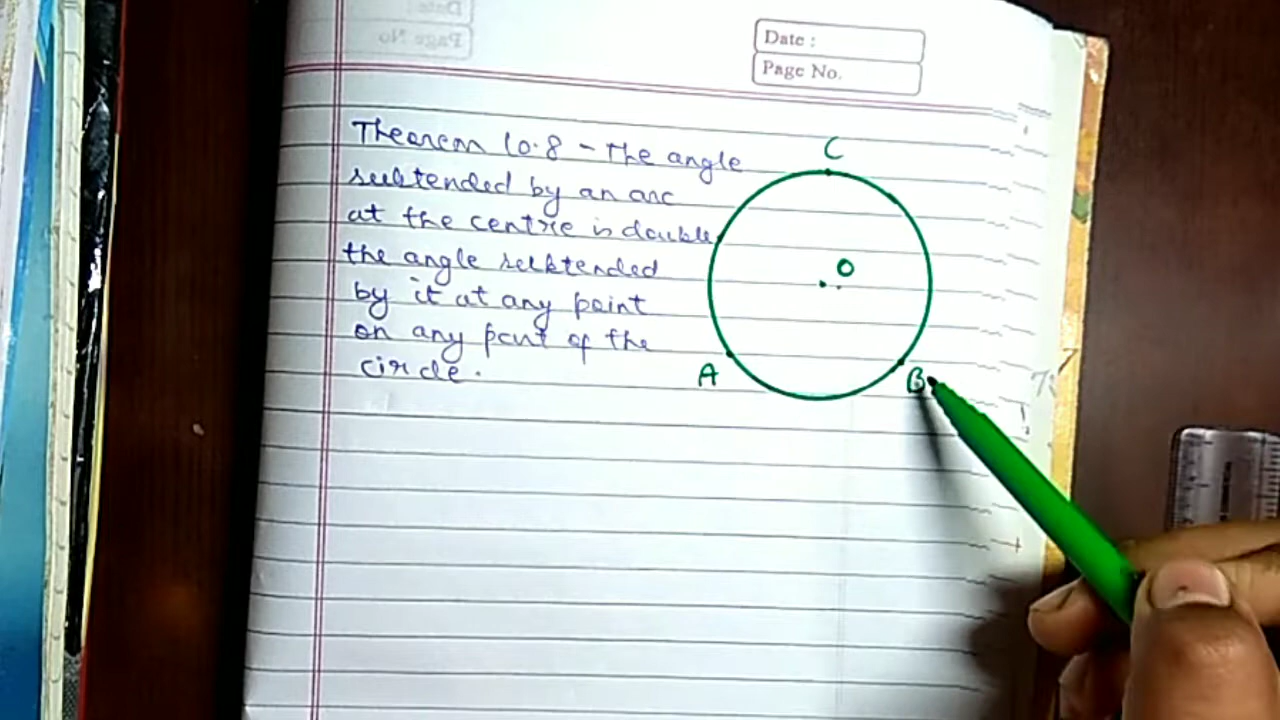 Date :
Page No.
Theorem 10.8 - The angle
subtended by an arc
at the centre is double
the angle subtended
by it at any point
on any part of the
circle.
C
O
A
B